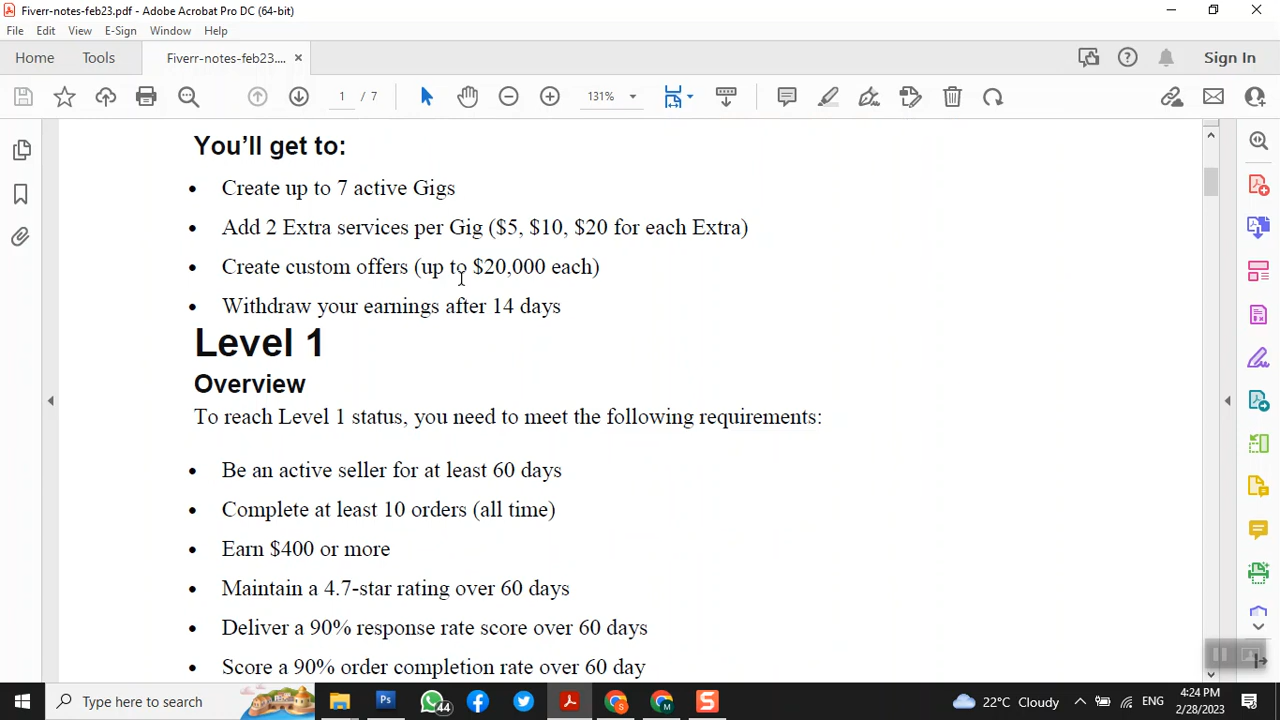 Fiverr-notes-feb23.pdf - Adobe Acrobat Pro DC (64-bit)
File Edit View E-Sign Window Help
Home Tools Fiverr-notes-feb23.... × Sign In
1 / 7 131%
You'll get to:
• Create up to 7 active Gigs
• Add 2 Extra services per Gig ($5, $10, $20 for each Extra)
• Create custom offers (up to $20,000 each)
• Withdraw your earnings after 14 days
Level 1
Overview
To reach Level 1 status, you need to meet the following requirements:
• Be an active seller for at least 60 days
• Complete at least 10 orders (all time)
• Earn $400 or more
• Maintain a 4.7-star rating over 60 days
• Deliver a 90% response rate score over 60 days
• Score a 90% order completion rate over 60 day
Type here to search Ps 44 S M S 22°C Cloudy ENG 4:24 PM
2/28/2023